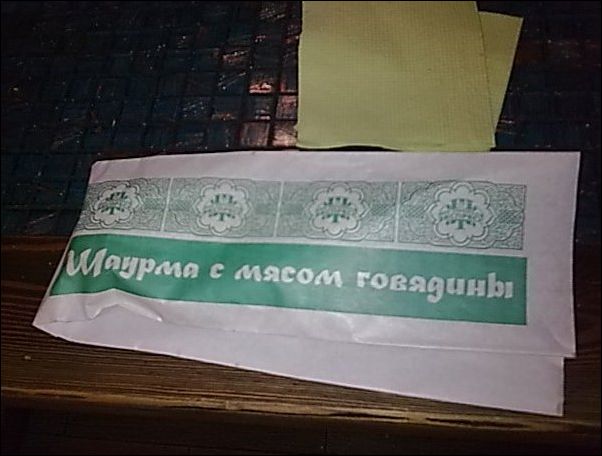 Шаурма с мясом говядины